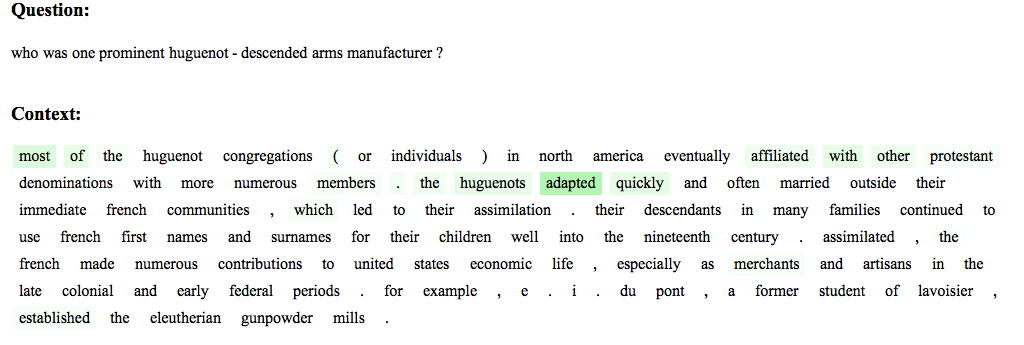 Question:
who was one prominent huguenot - descended arms manufacturer ?
Context:
most of the huguenot congregations ( or individuals ) in north america eventually affiliated with other protestant
denominations with more numerous members . the huguenots adapted quickly and often married outside their
immediate french communities , which led to their assimilation . their descendants in many families continued to
use french first names and surnames for their children well into the nineteenth century . assimilated , the
french made numerous contributions to united states economic life , especially as merchants and artisans in the
late colonial and early federal periods . for example , e . i . du pont , a former student of lavoisier ,
established the eleutherian gunpowder mills .